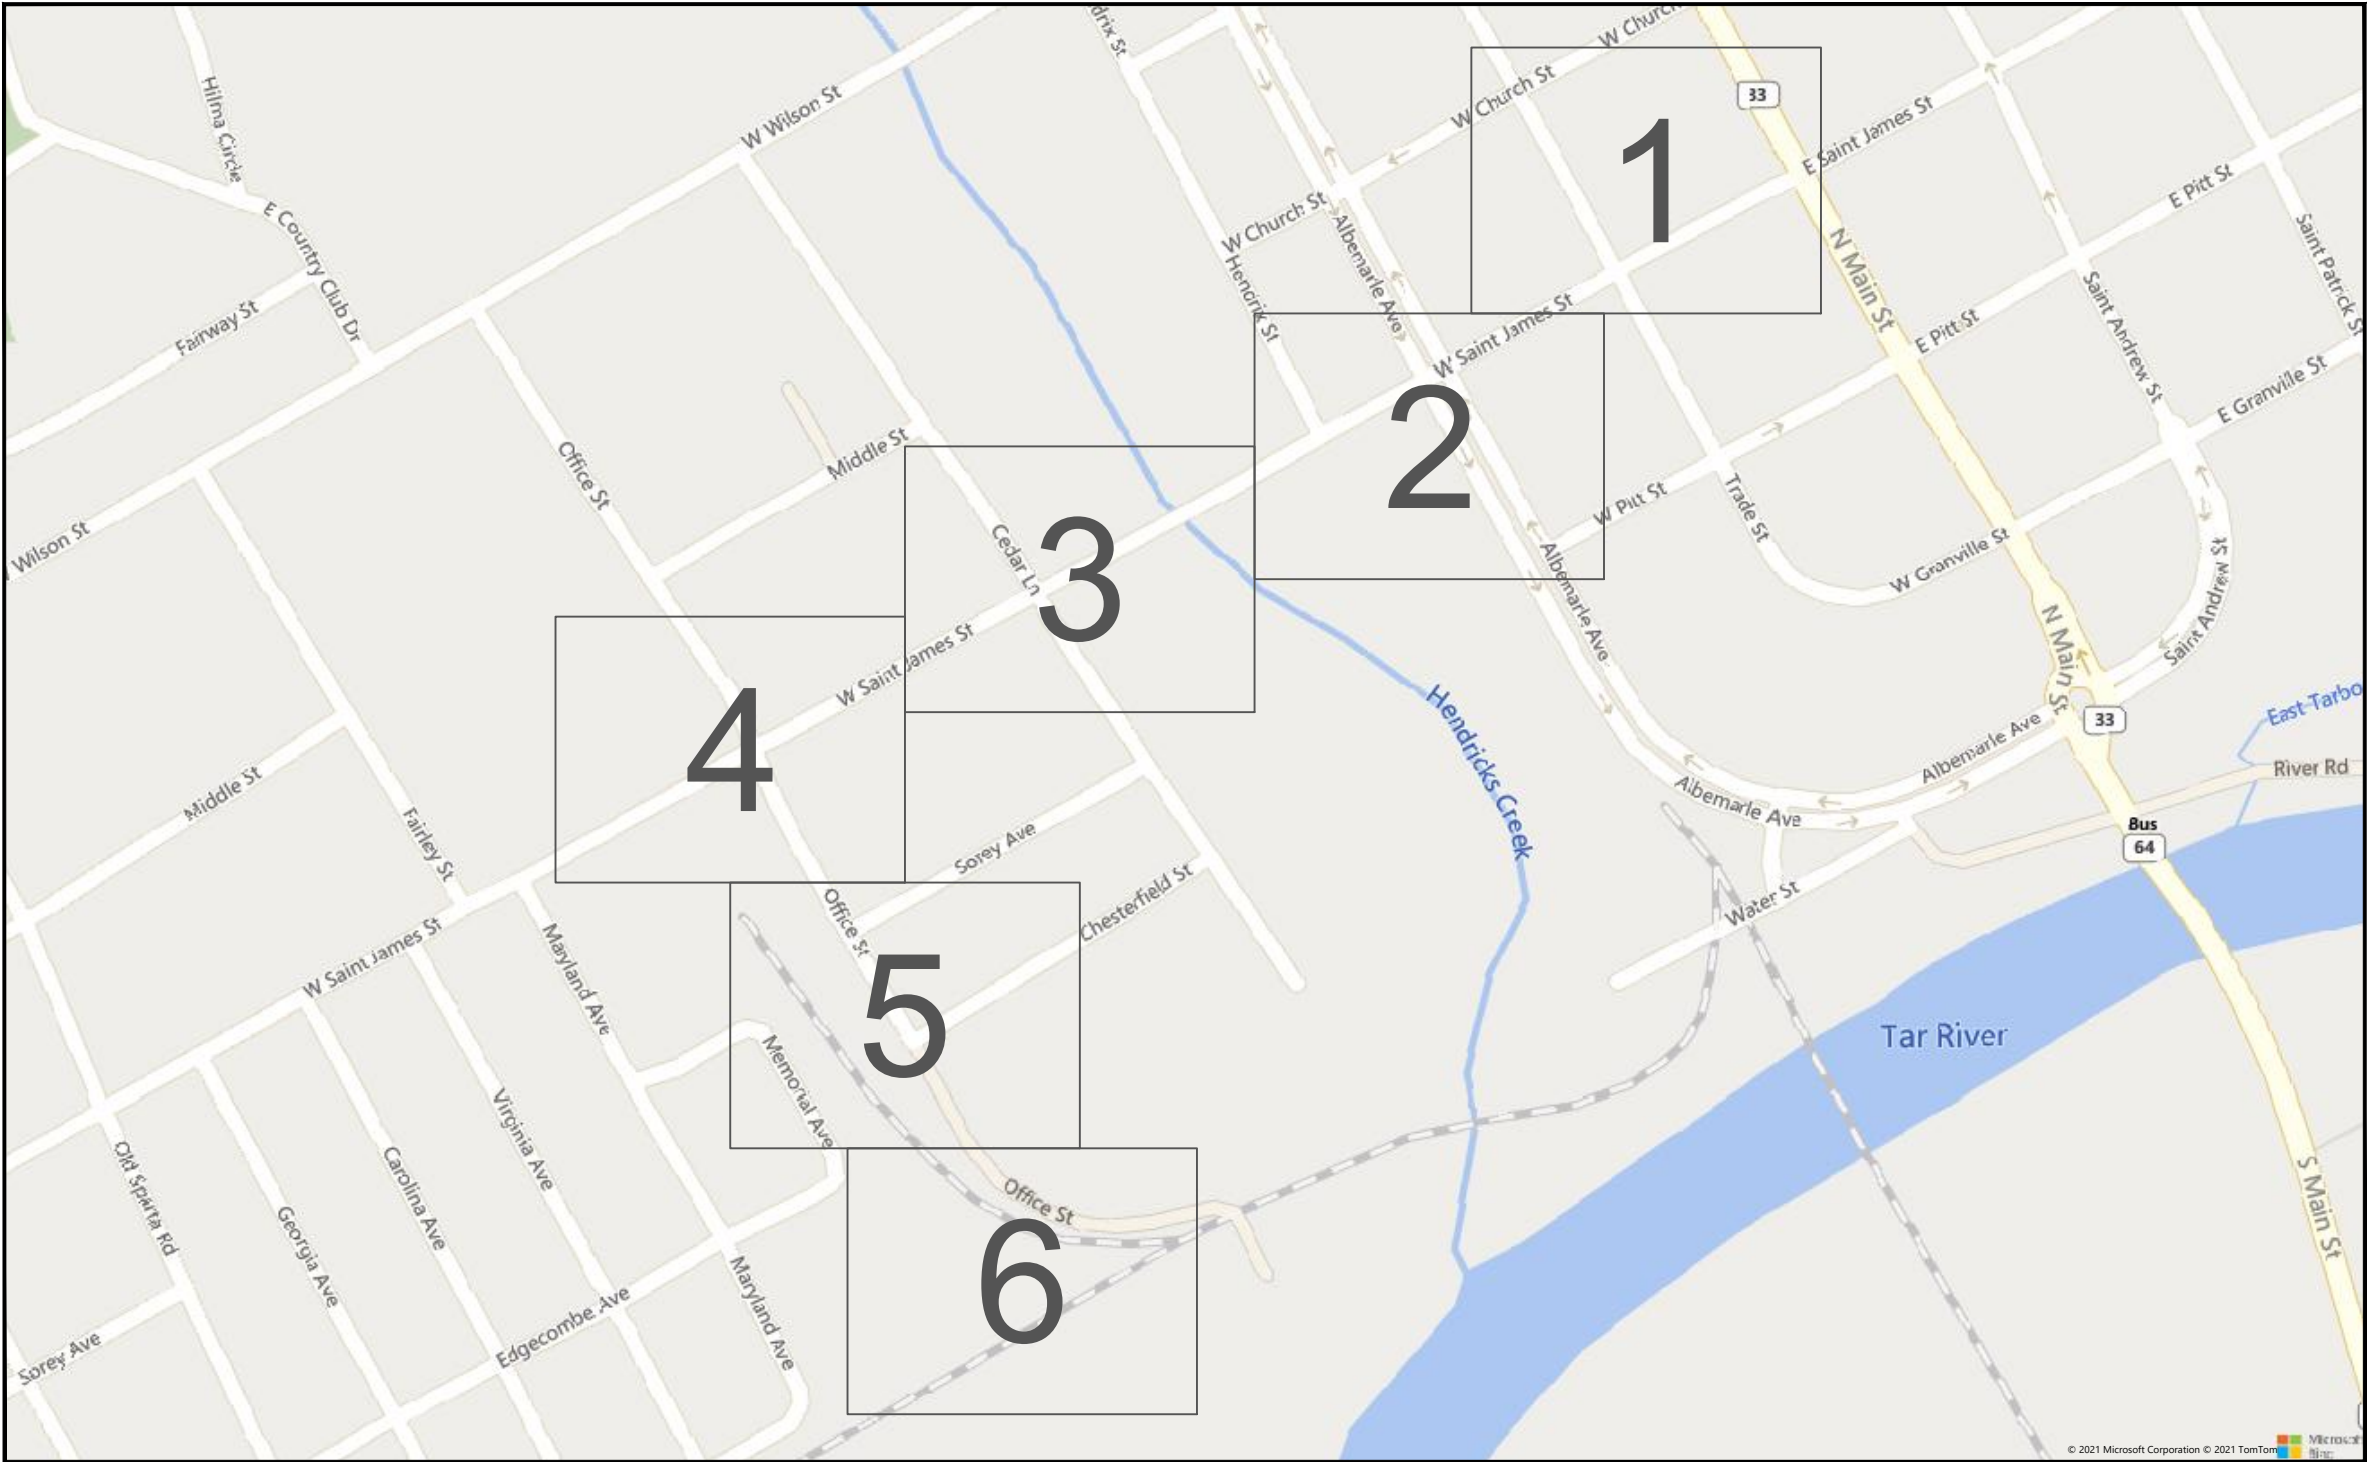 W Church
drix St
33
W Church St
Hilma Circle
W Wilson St
1
E Saint James St
E Pitt St
W Church St
E Country Club Dr
Albemarle Ave
N Main St
Saint Patrick St
Hendrix St
Saint Andrew St
Fairway St
W Saint James St
E Pitt St
E Granville St
2
Middle St
Office St
W Pitt St
Trade St
Wilson St
Cedar Ln
3
W Granville St
Saint Andrew St
Albemarle Ave
N Main St
W Saint James St
4
Hendricks Creek
East Tarbo
33
Albemarle Ave
River Rd
Middle St
Albemarle Ave
Fairley St
Sorey Ave
Bus
64
Office St
Chesterfield St
Water St
W Saint James St
Maryland Ave
5
Tar River
Memorial Ave
Virginia Ave
Old Sparta Rd
Carolina Ave
Office St
S Main St
Georgia Ave
6
Maryland Ave
Edgecombe Ave
Sorey Ave
© 2021 Microsoft Corporation © 2021 TomTom